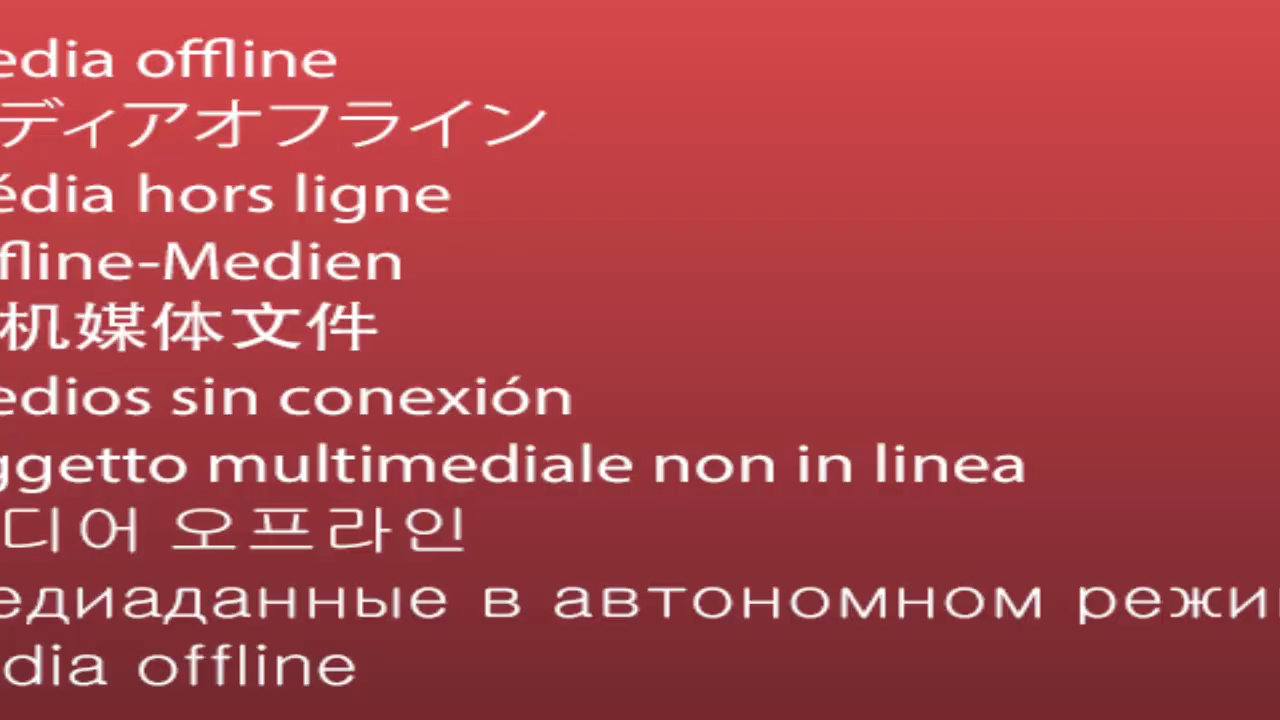 edia offline
ディアオフライン
édia hors ligne
fline-Medien
机媒体文件
edios sin conexión
ggetto multimediale non in linea
디어 오프라인
едиаданные в автономном режи
dia offline